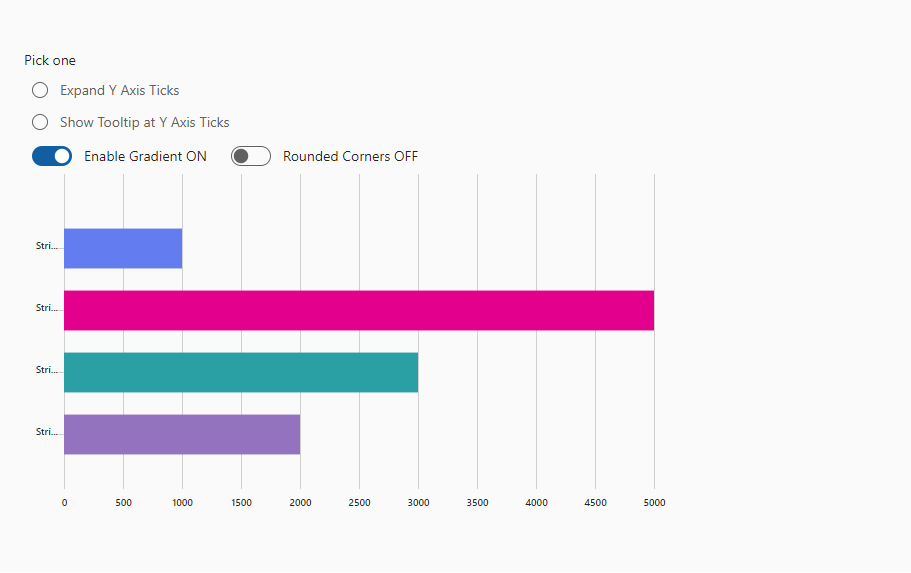 Pick one
Expand Y Axis Ticks
Show Tooltip at Y Axis Ticks
Enable Gradient ON Rounded Corners OFF
Stri...
Stri...
Stri...
Stri...
0 500 1000 1500 2000 2500 3000 3500 4000 4500 5000